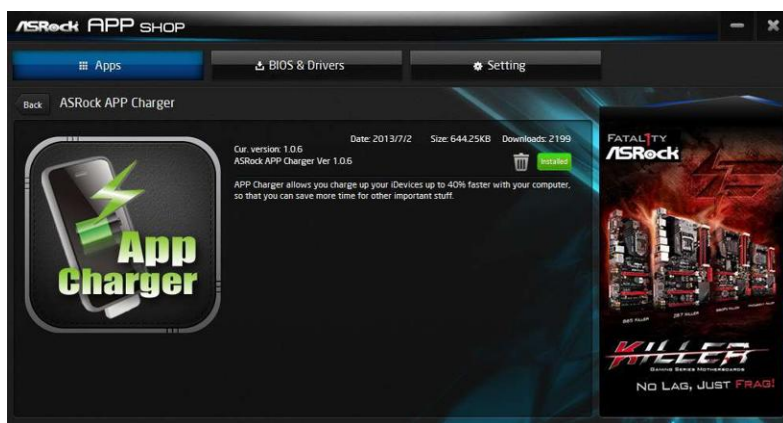 ASRock APP SHOP
Apps
BIOS & Drivers
Setting
Back
ASRock APP Charger
Date: 2013/7/2 Size: 644.25KB Downloads: 2199
Cur. version: 1.0.6
ASRock APP Charger Ver 1.0.6
Installed
APP Charger allows you charge up your iDevices up to 40% faster with your computer,
so that you can save more time for other important stuff.
App
Charger
FATAL1TY
ASRock
KILLER
GAMING SERIES MOTHERBOARDS
NO LAG, JUST FRAG!